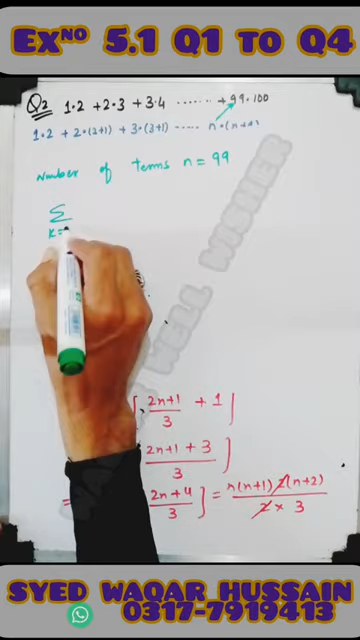 Ex NO 5.1 Q1 TO Q4
Q2 1·2 + 2·3 + 3·4 ........ + 99·100
1·2 + 2·(2+1) + 3·(3+1) ..... n·(n+1)
Number of terms n = 99
Σ
K=
WELL WISHER
[ 2n+1 / 3 + 1 ]
2n+1+3 / 3 ]
= 2n+4 / 3 ] = n(n+1) 2(n+2) / 2 × 3
SYED WAQAR HUSSAIN
0317-7919413